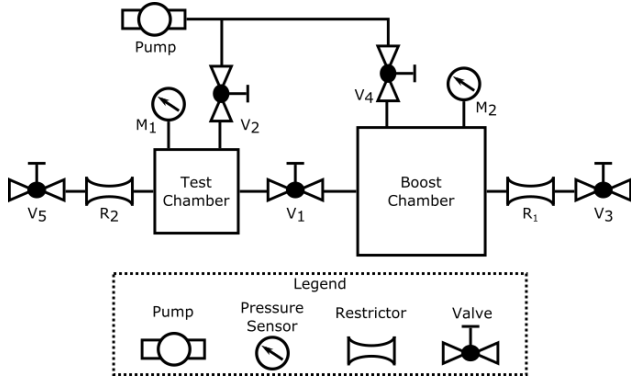 Pump
V4
M2
M1
V2
Test
Chamber
Boost
Chamber
V5
R2
V1
R1
V3
Legend
Pump
Pressure
Sensor
Restrictor
Valve